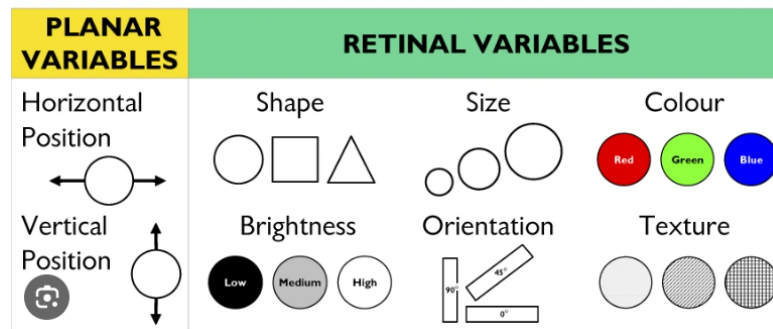 PLANAR
VARIABLES
RETINAL VARIABLES
Horizontal
Position
Vertical
Position
Shape
Size
Colour
Red
Green
Blue
Brightness
Low
Medium
High
Orientation
90°
45°
0°
Texture